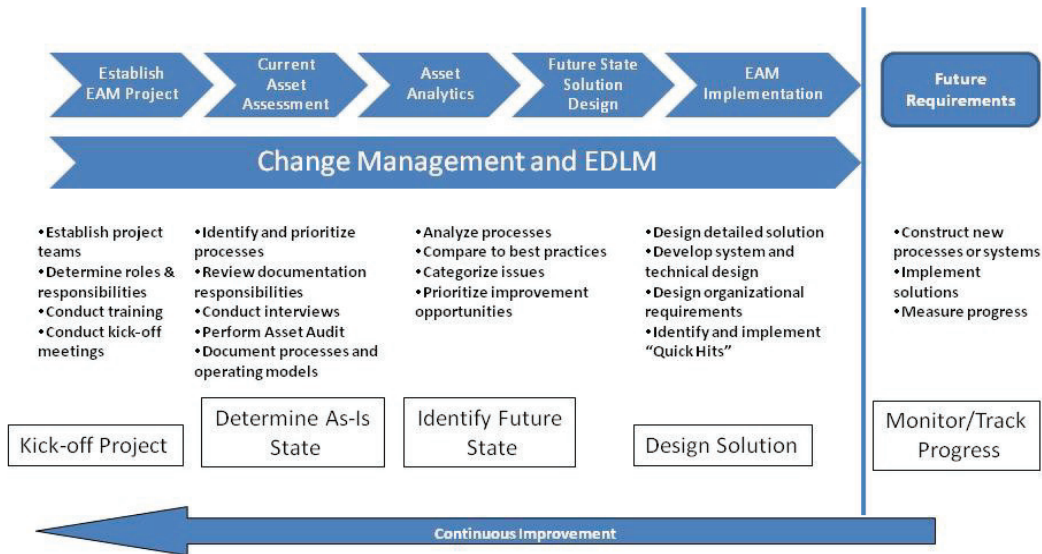 Establish
EAM Project
Current
Asset
Assessment
Asset
Analytics
Future State
Solution
Design
EAM
Implementation
Future
Requirements
Change Management and EDLM
•Establish project
teams
•Determine roles &
responsibilities
•Conduct training
•Conduct kick-off
meetings
•Identify and prioritize
processes
•Review documentation
responsibilities
•Conduct interviews
•Perform Asset Audit
•Document processes and
operating models
•Analyze processes
•Compare to best practices
•Categorize issues
•Prioritize improvement
opportunities
•Design detailed solution
•Develop system and
technical design
•Design organizational
requirements
•Identify and implement
“Quick Hits”
•Construct new
processes or systems
•Implement
solutions
•Measure progress
Kick-off Project
Determine As-Is
State
Identify Future
State
Design Solution
Monitor/Track
Progress
Continuous Improvement